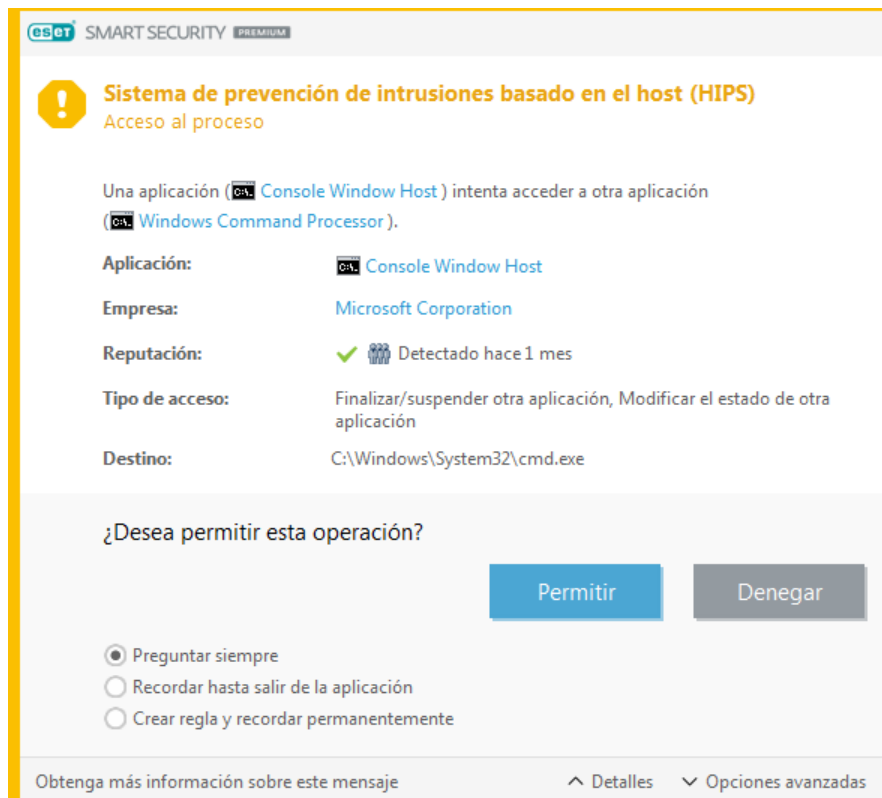 eset SMART SECURITY PREMIUM
Sistema de prevención de intrusiones basado en el host (HIPS)
Acceso al proceso
Una aplicación ( C:\. Console Window Host ) intenta acceder a otra aplicación
( C:\. Windows Command Processor ).
Aplicación: C:\. Console Window Host
Empresa: Microsoft Corporation
Reputación: Detectado hace 1 mes
Tipo de acceso: Finalizar/suspender otra aplicación, Modificar el estado de otra
aplicación
Destino: C:\Windows\System32\cmd.exe
¿Desea permitir esta operación?
Permitir Denegar
Preguntar siempre
Recordar hasta salir de la aplicación
Crear regla y recordar permanentemente
Obtenga más información sobre este mensaje Detalles Opciones avanzadas